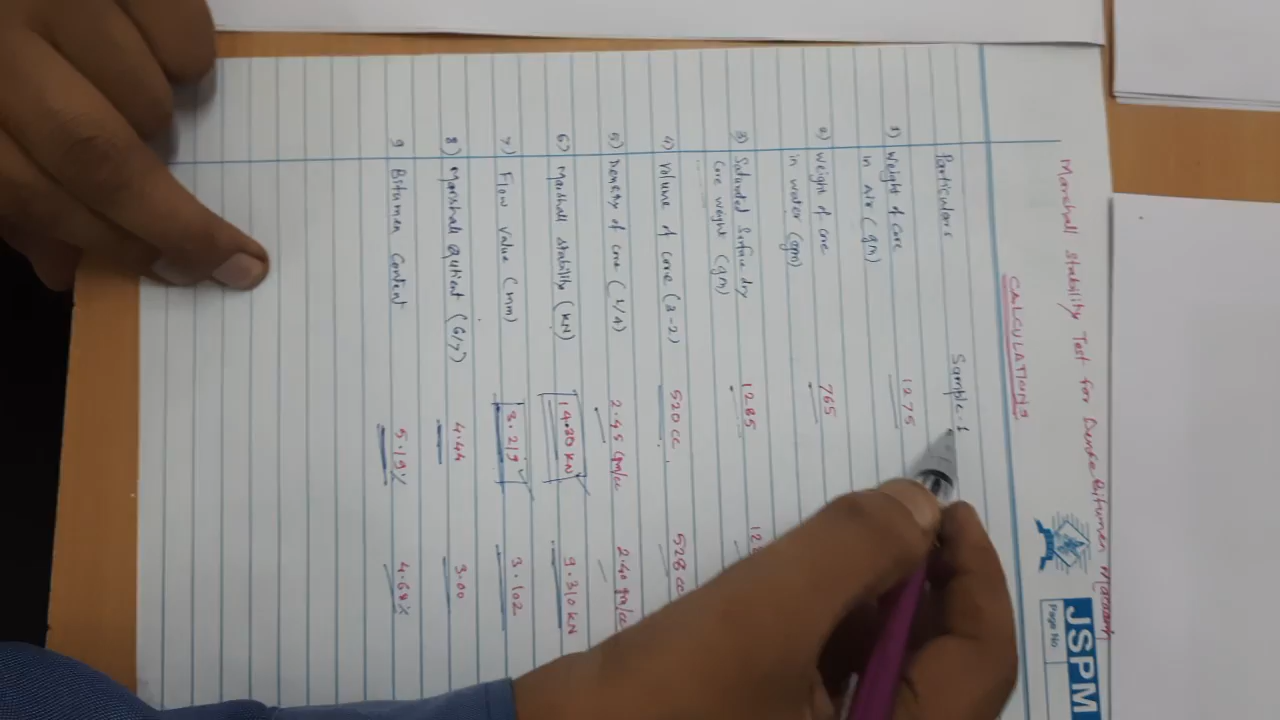 JSPM
Page No
Marshall Stability Test for Dense Bitumen Macadam
CALCULATIONS
Particulars Sample-1
1) Weight of core 1275
in Air (gm)
2) Weight of core 765
in water (gm)
3) Saturated Surface dry 1285
Core weight (gm)
4) Volume of core (3-2) 520 cc 528 cc
5) Density of core (1/4) 2.45 gm/cc 2.40 gm/cc
6) Marshall Stability (KN) 14.30 KN 9.310 KN
7) Flow Value (mm) 3.219 3.102
8) Marshall Qutient (6/7) 4.44 3.00
9 Bitumen Content 5.19% 4.69%